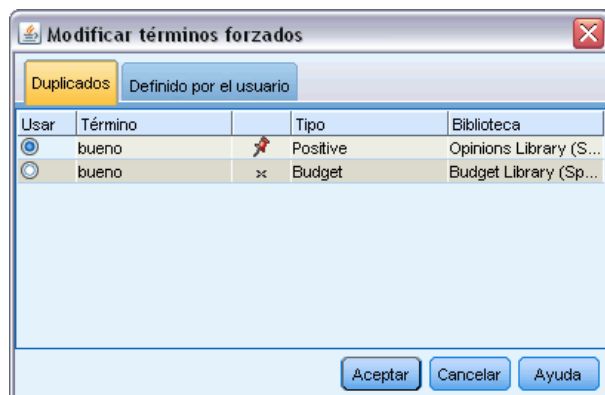 Modificar términos forzados
Duplicados Definido por el usuario
Usar Término Tipo Biblioteca
bueno Positive Opinions Library (S...
bueno Budget Budget Library (Sp...
Aceptar Cancelar Ayuda